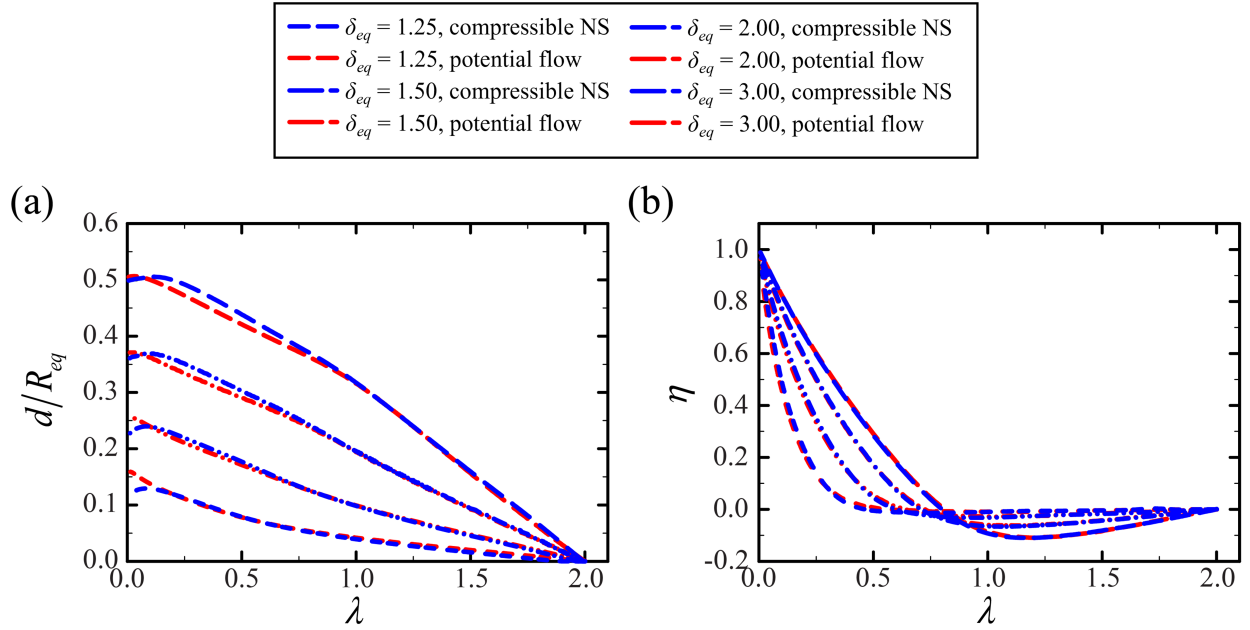 δeq = 1.25, compressible NS
δeq = 1.25, potential flow
δeq = 1.50, compressible NS
δeq = 1.50, potential flow
δeq = 2.00, compressible NS
δeq = 2.00, potential flow
δeq = 3.00, compressible NS
δeq = 3.00, potential flow
(a)
d/Req
0.6
0.5
0.4
0.3
0.2
0.1
0.0
0.0 0.5 1.0 1.5 2.0
λ
(b)
η
1.0
0.8
0.6
0.4
0.2
0.0
-0.2
0.0 0.5 1.0 1.5 2.0
λ